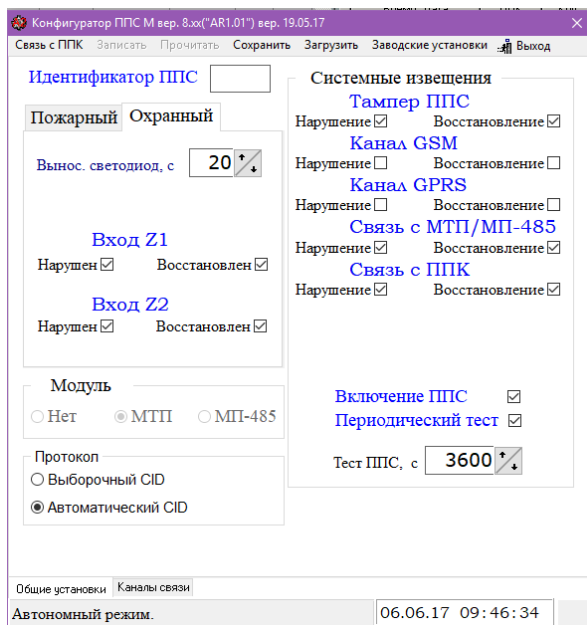 Конфигуратор ППС М вер. 8.xx("AR1.01") вер. 19.05.17
Связь с ППК Записать Прочитать Сохранить Загрузить Заводские установки Выход
Идентификатор ППС
Пожарный Охранный
Вынос. светодиод, с 20
Вход Z1
Нарушен Восстановлен
Вход Z2
Нарушен Восстановлен
Модуль
Нет МТП МП-485
Протокол
Выборочный CID
Автоматический CID
Системные извещения
Тампер ППС
Нарушение Восстановление
Канал GSM
Нарушение Восстановление
Канал GPRS
Нарушение Восстановление
Связь с МТП/МП-485
Нарушение Восстановление
Связь с ППК
Нарушение Восстановление
Включение ППС
Периодический тест
Тест ППС, с 3600
Общие установки Каналы связи
Автономный режим. 06.06.17 09:46:34